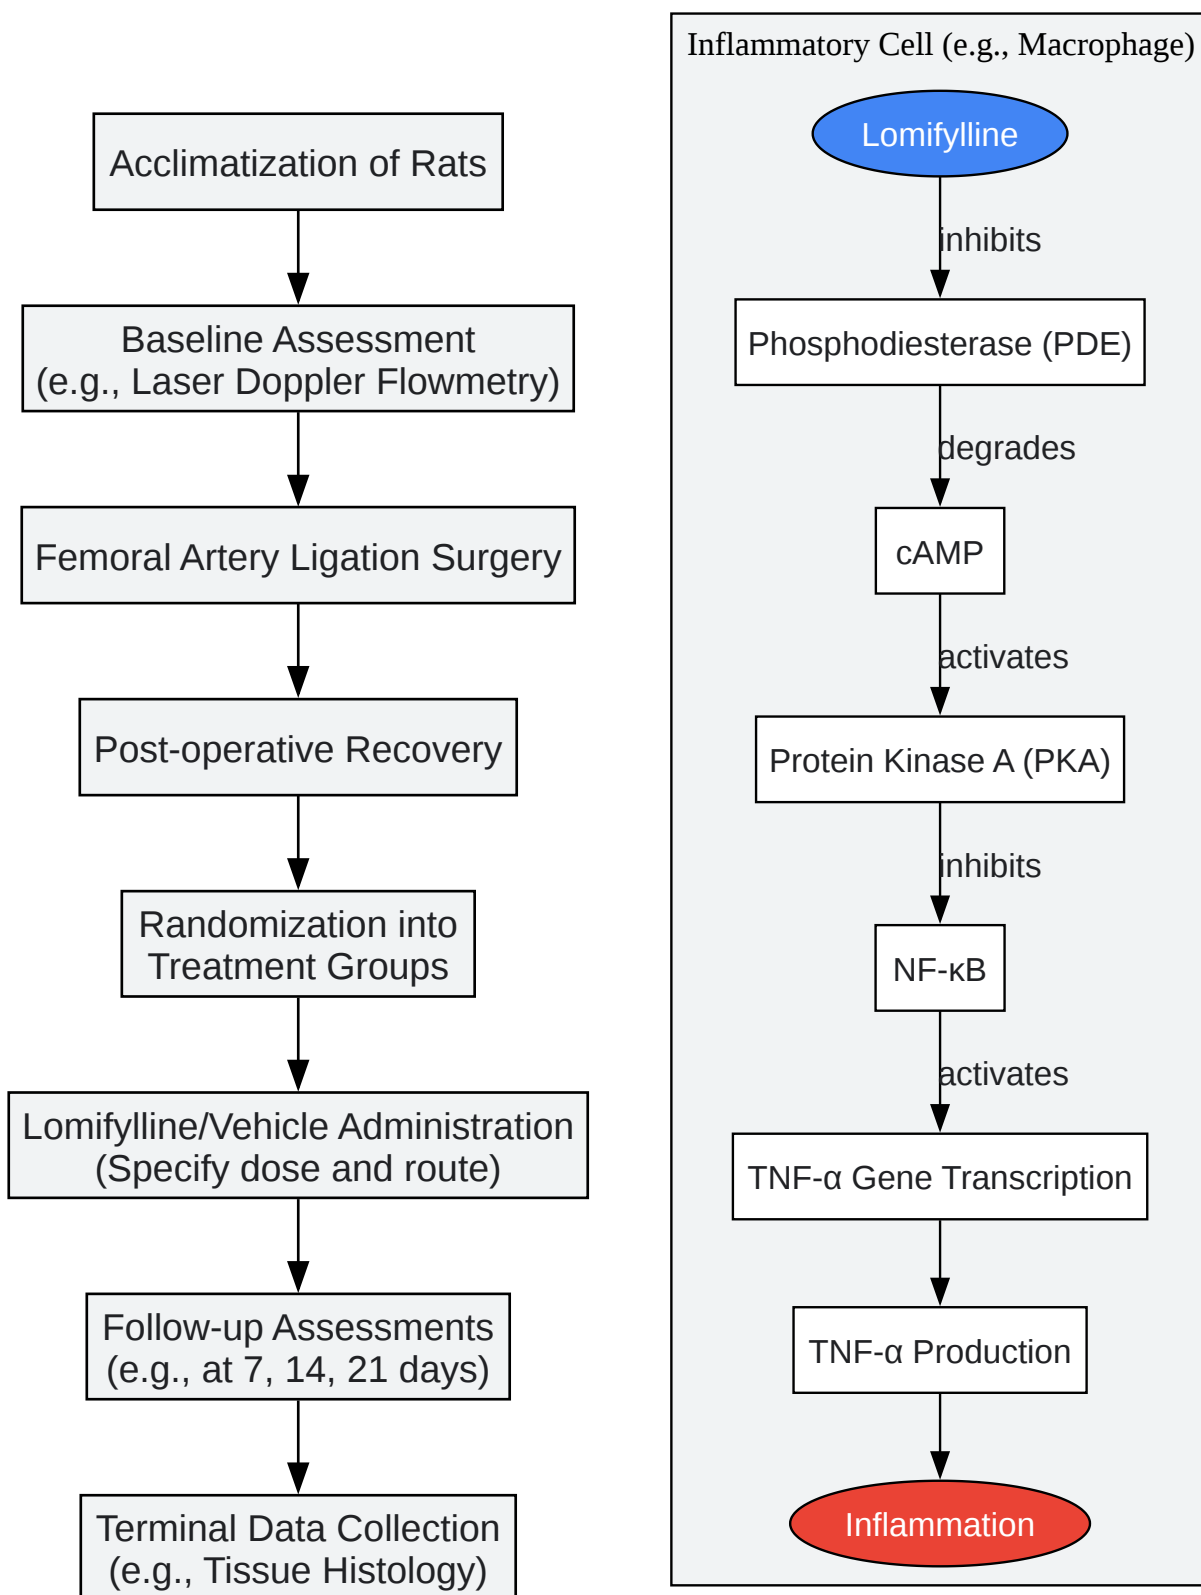 Acclimatization of Rats
Baseline Assessment
(e.g., Laser Doppler Flowmetry)
Femoral Artery Ligation Surgery
Post-operative Recovery
Randomization into
Treatment Groups
Lomifylline/Vehicle Administration
(Specify dose and route)
Follow-up Assessments
(e.g., at 7, 14, 21 days)
Terminal Data Collection
(e.g., Tissue Histology)
Inflammatory Cell (e.g., Macrophage)
Lomifylline
inhibits
Phosphodiesterase (PDE)
degrades
cAMP
activates
Protein Kinase A (PKA)
inhibits
NF-κB
activates
TNF-α Gene Transcription
TNF-α Production
Inflammation